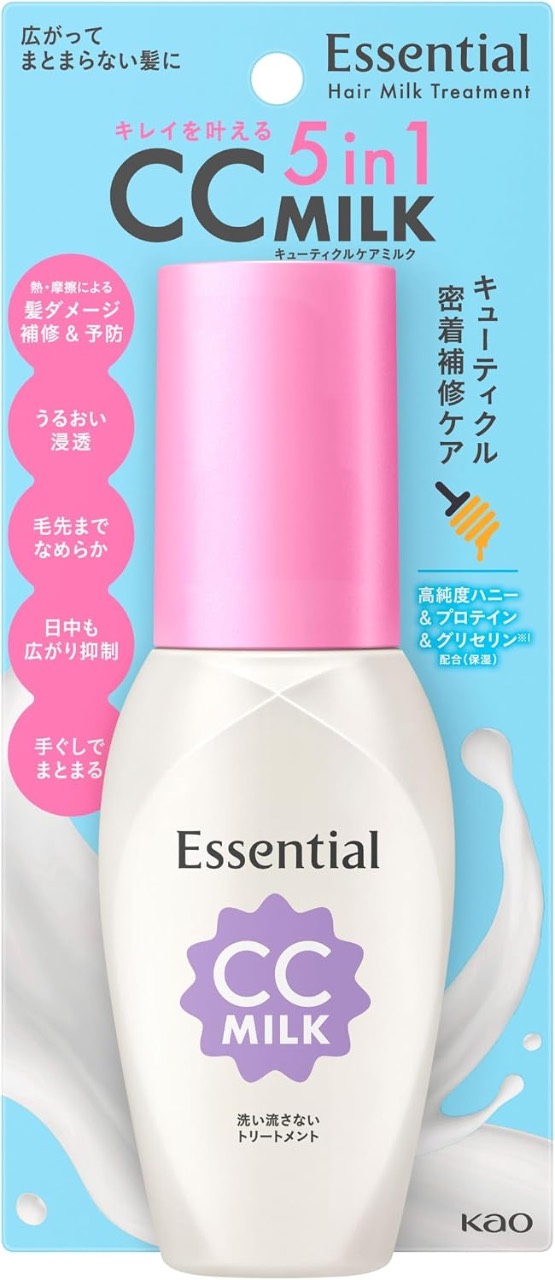 広がって
まとまらない髪に
Essential
Hair Milk Treatment
キレイを叶える
5in1
CC MILK
キューティクルケアミルク
熱・摩擦による
髪ダメージ
補修&予防
うるおい
浸透
毛先まで
なめらか
日中も
広がり抑制
手ぐしで
まとまる
キューティクル
密着補修ケア
高純度ハニー
&プロテイン
&グリセリン※1
配合(保湿)
Essential
CC
MILK
洗い流さない
トリートメント
Kao